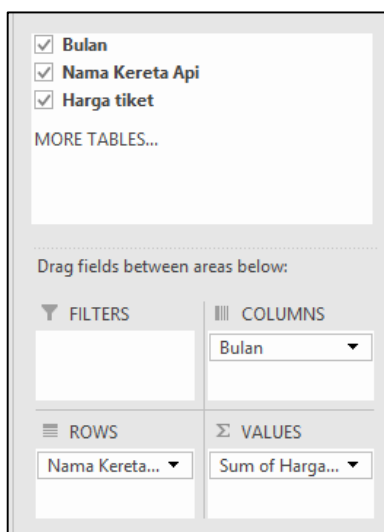 Bulan
Nama Kereta Api
Harga tiket
MORE TABLES...
Drag fields between areas below:
FILTERS
COLUMNS
Bulan
ROWS
Σ VALUES
Nama Kereta...
Sum of Harga...